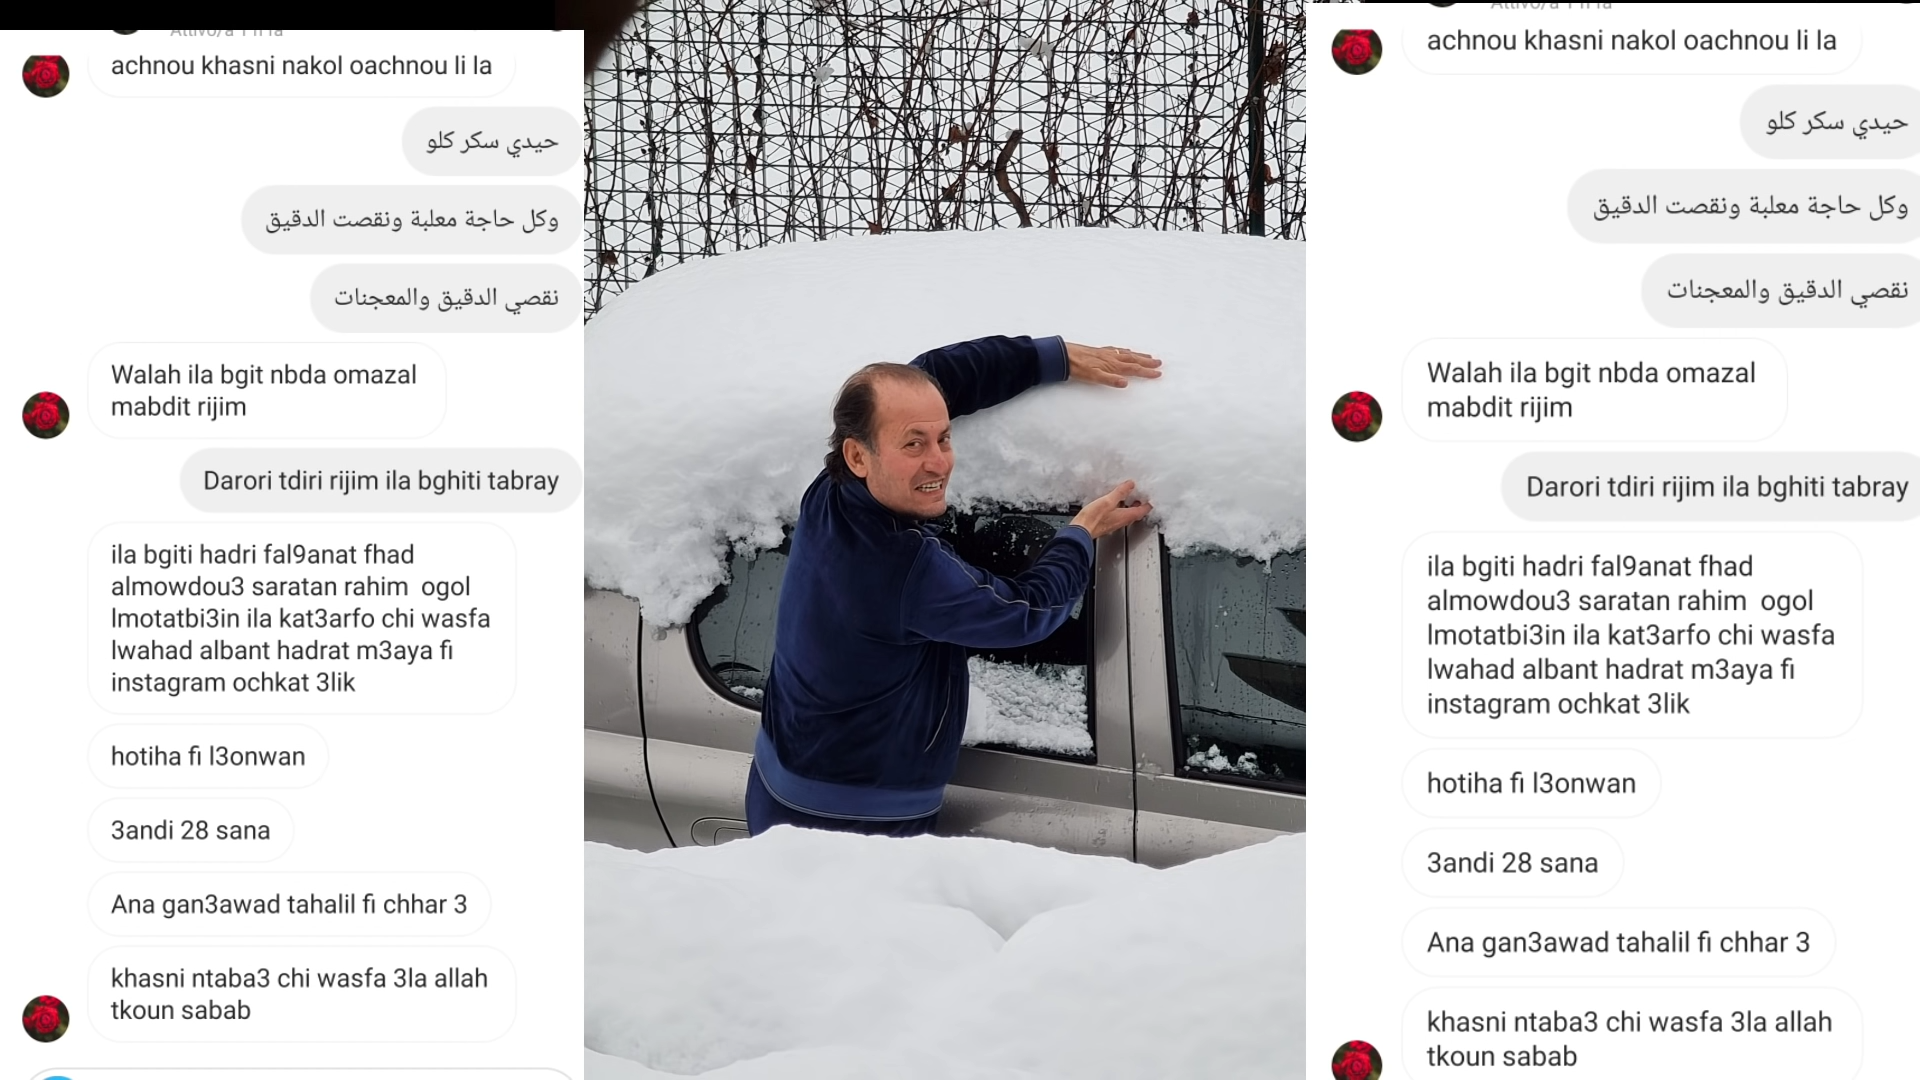 achnou khasni nakol oachnou li la
حيدي سكر كلو
وكل حاجة معلبة ونقصت الدقيق
نقصي الدقيق والمعجنات
Walah ila bgit nbda omazal
mabdit rijim
Darori tdiri rijim ila bghiti tabray
ila bgiti hadri fal9anat fhad
almowdou3 saratan rahim ogol
lmotatbi3in ila kat3arfo chi wasfa
lwahad albant hadrat m3aya fi
instagram ochkat 3lik
hotiha fi l3onwan
3andi 28 sana
Ana gan3awad tahalil fi chhar 3
khasni ntaba3 chi wasfa 3la allah
tkoun sabab
achnou khasni nakol oachnou li la
حيدي سكر كلو
وكل حاجة معلبة ونقصت الدقيق
نقصي الدقيق والمعجنات
Walah ila bgit nbda omazal
mabdit rijim
Darori tdiri rijim ila bghiti tabray
ila bgiti hadri fal9anat fhad
almowdou3 saratan rahim ogol
lmotatbi3in ila kat3arfo chi wasfa
lwahad albant hadrat m3aya fi
instagram ochkat 3lik
hotiha fi l3onwan
3andi 28 sana
Ana gan3awad tahalil fi chhar 3
khasni ntaba3 chi wasfa 3la allah
tkoun sabab